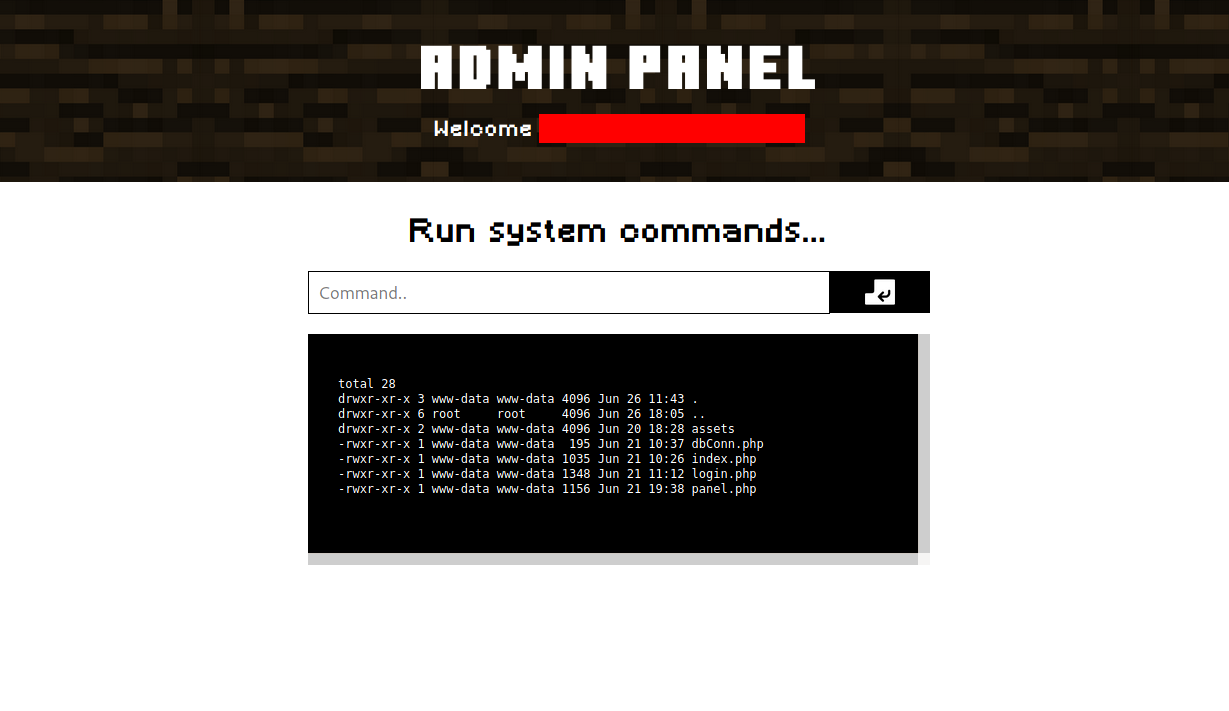 ADMIN PANEL
Welcome
Run system commands...
Command..
total 28
drwxr-xr-x 3 www-data www-data 4096 Jun 26 11:43 .
drwxr-xr-x 6 root     root     4096 Jun 26 18:05 ..
drwxr-xr-x 2 www-data www-data 4096 Jun 20 18:28 assets
-rwxr-xr-x 1 www-data www-data  195 Jun 21 10:37 dbConn.php
-rwxr-xr-x 1 www-data www-data 1035 Jun 21 10:26 index.php
-rwxr-xr-x 1 www-data www-data 1348 Jun 21 11:12 login.php
-rwxr-xr-x 1 www-data www-data 1156 Jun 21 19:38 panel.php